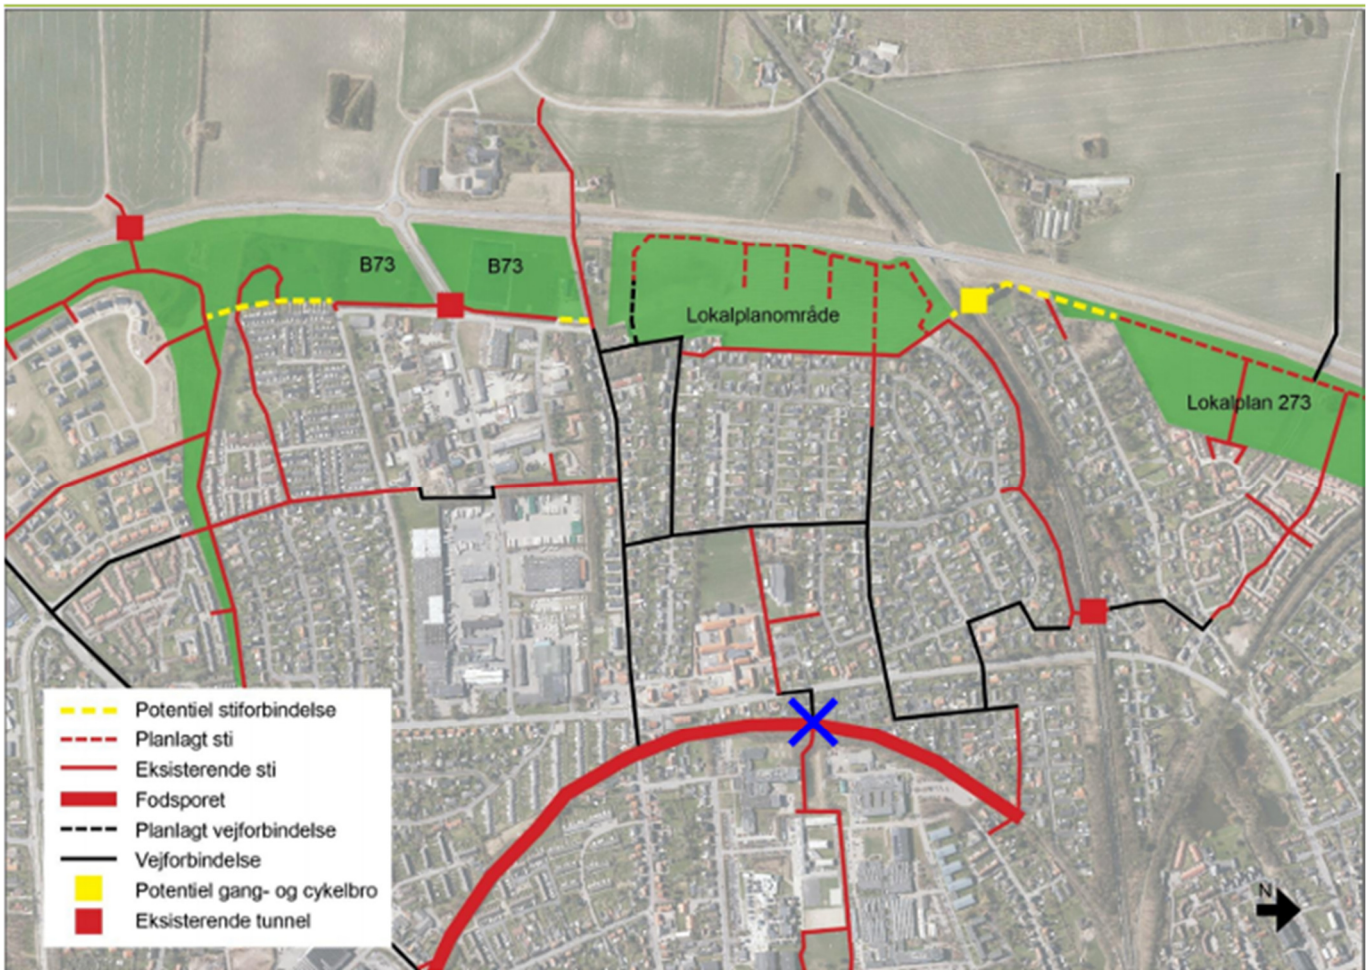 B73
B73
Lokalplanområde
Lokalplan 273
Potentiel stiforbindelse
Planlagt sti
Eksisterende sti
Fodsporet
Planlagt vejforbindelse
Vejforbindelse
Potentiel gang- og cykelbro
Eksisterende tunnel
N